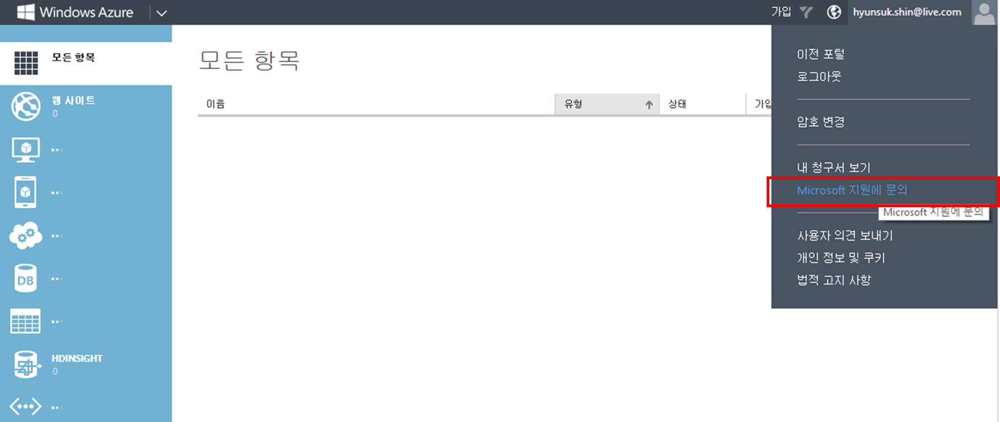 Windows Azure
가입
hyunsuk.shin@live.com
모든 항목
웹 사이트
0
DB
HDINSIGHT
0
모든 항목
이름 유형 상태 가입
이전 포털
로그아웃
암호 변경
내 청구서 보기
Microsoft 지원에 문의
Microsoft 지원에 문의
사용자 의견 보내기
개인 정보 및 쿠키
법적 고지 사항